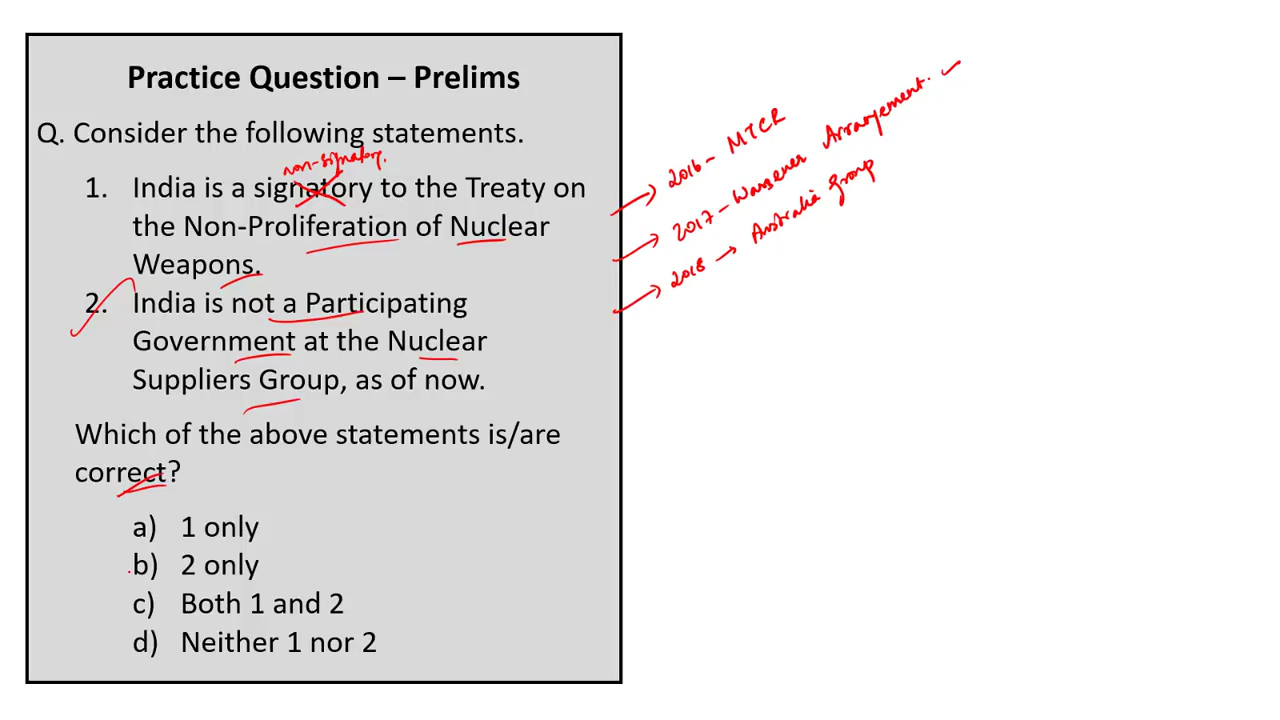 Practice Question – Prelims
Q. Consider the following statements.
non-signatory.
1. India is a signatory to the Treaty on
the Non-Proliferation of Nuclear
Weapons.
2. India is not a Participating
Government at the Nuclear
Suppliers Group, as of now.
Which of the above statements is/are
correct?
a) 1 only
b) 2 only
c) Both 1 and 2
d) Neither 1 nor 2
→ 2016 - MTCR
→ 2017 - Wassener Arrangement. ✓
→ 2018 → Australia Group